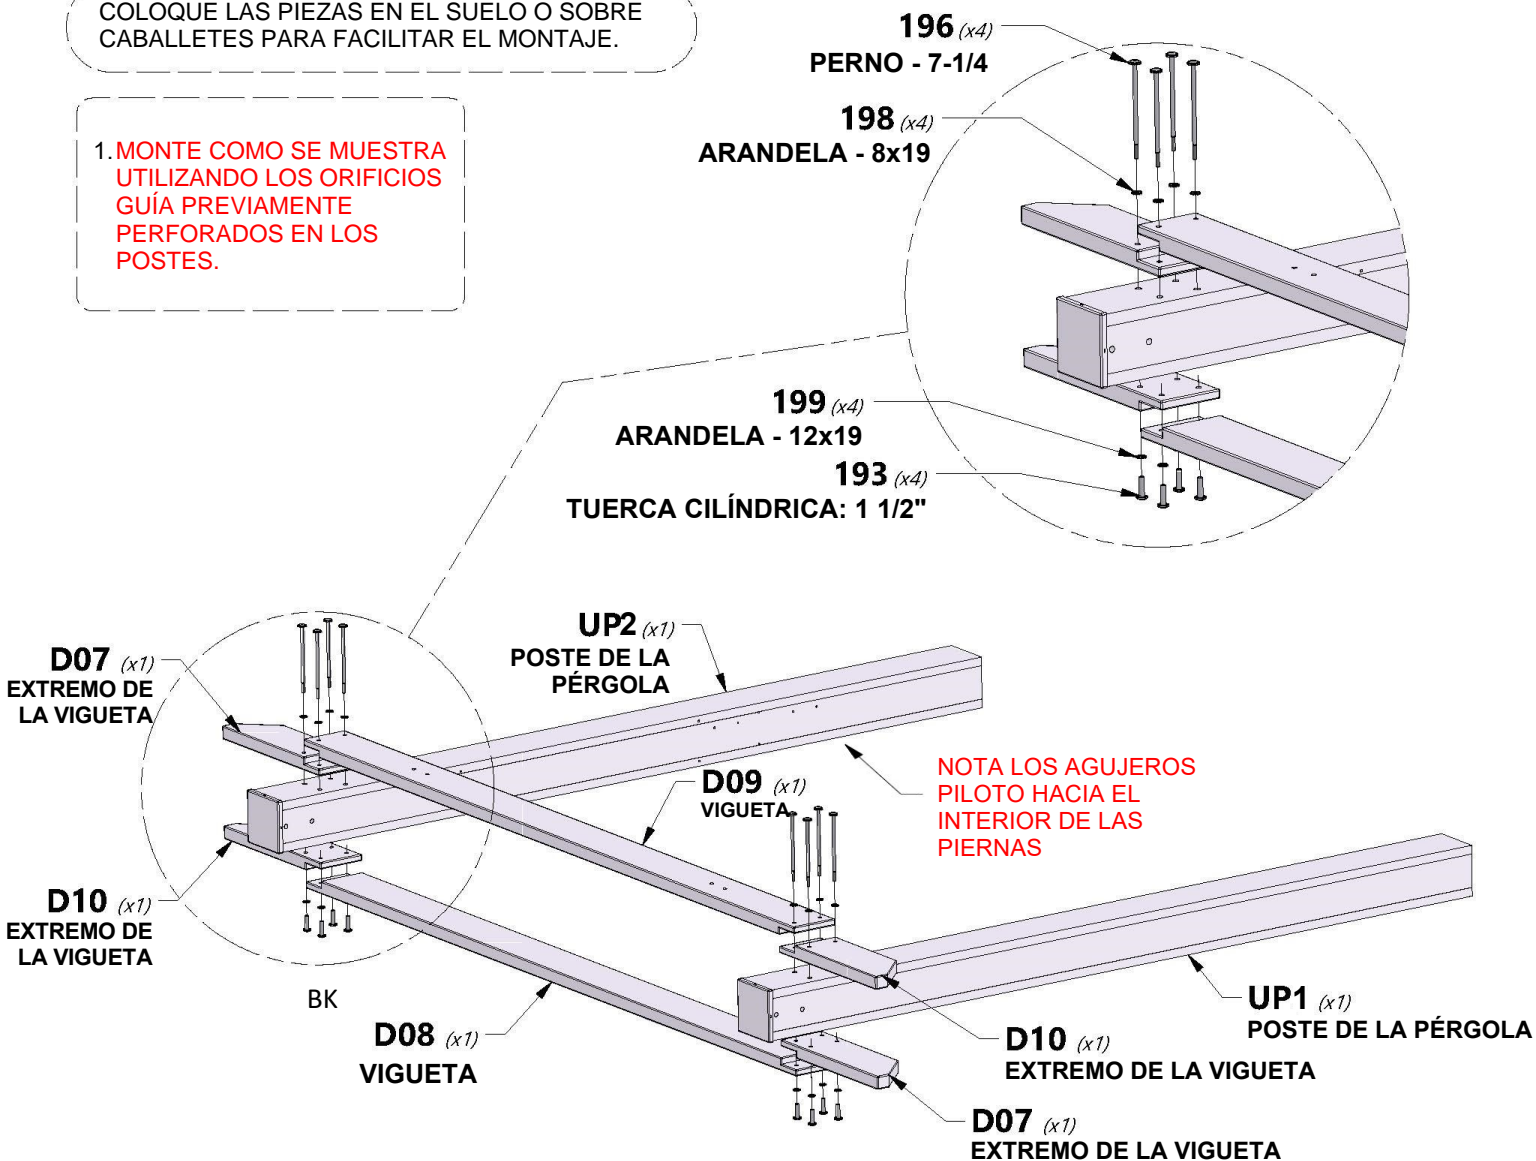 COLOQUE LAS PIEZAS EN EL SUELO O SOBRE
CABALLETES PARA FACILITAR EL MONTAJE.
1. MONTE COMO SE MUESTRA
UTILIZANDO LOS ORIFICIOS
GUÍA PREVIAMENTE
PERFORADOS EN LOS
POSTES.
196 (x4)
PERNO - 7-1/4
198 (x4)
ARANDELA - 8x19
199 (x4)
ARANDELA - 12x19
193 (x4)
TUERCA CILÍNDRICA: 1 1/2"
UP2 (x1)
POSTE DE LA
PÉRGOLA
D07 (x1)
EXTREMO DE
LA VIGUETA
D09 (x1)
VIGUETA
NOTA LOS AGUJEROS
PILOTO HACIA EL
INTERIOR DE LAS
PIERNAS
D10 (x1)
EXTREMO DE
LA VIGUETA
BK
D08 (x1)
VIGUETA
UP1 (x1)
POSTE DE LA PÉRGOLA
D10 (x1)
EXTREMO DE LA VIGUETA
D07 (x1)
EXTREMO DE LA VIGUETA